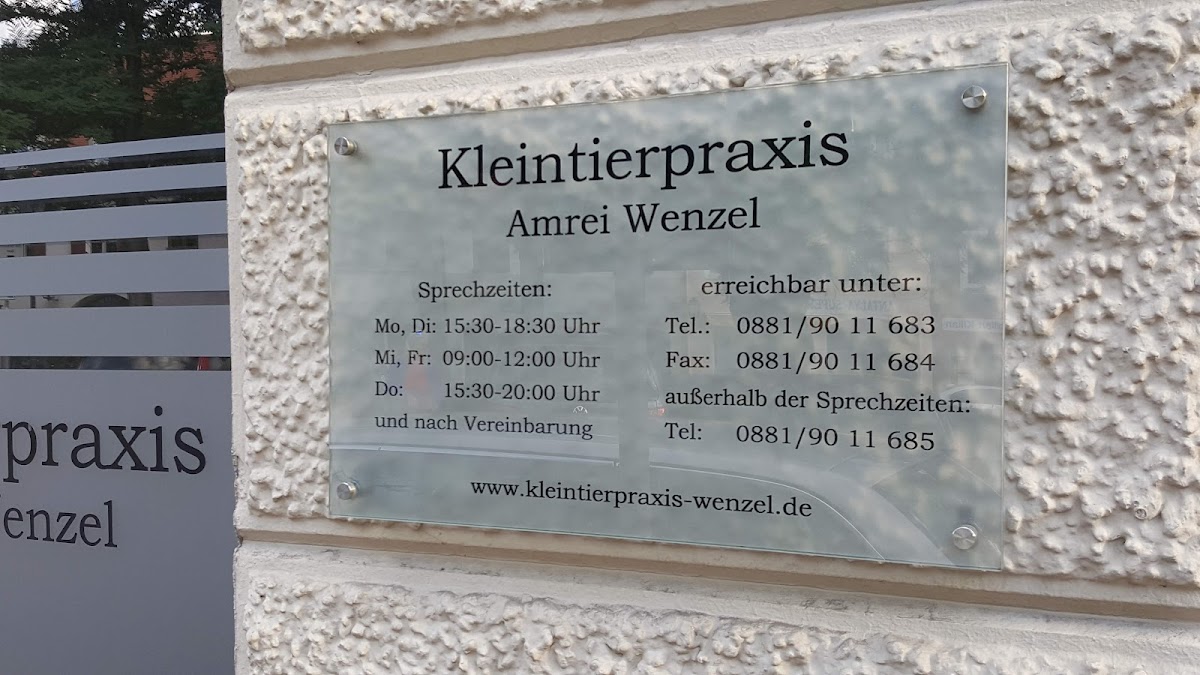 Kleintierpraxis
Amrei Wenzel
Sprechzeiten:
Mo, Di: 15:30-18:30 Uhr
Mi, Fr: 09:00-12:00 Uhr
Do: 15:30-20:00 Uhr
und nach Vereinbarung
erreichbar unter:
Tel.: 0881/90 11 683
Fax: 0881/90 11 684
außerhalb der Sprechzeiten:
Tel: 0881/90 11 685
www.kleintierpraxis-wenzel.de
praxis
enzel